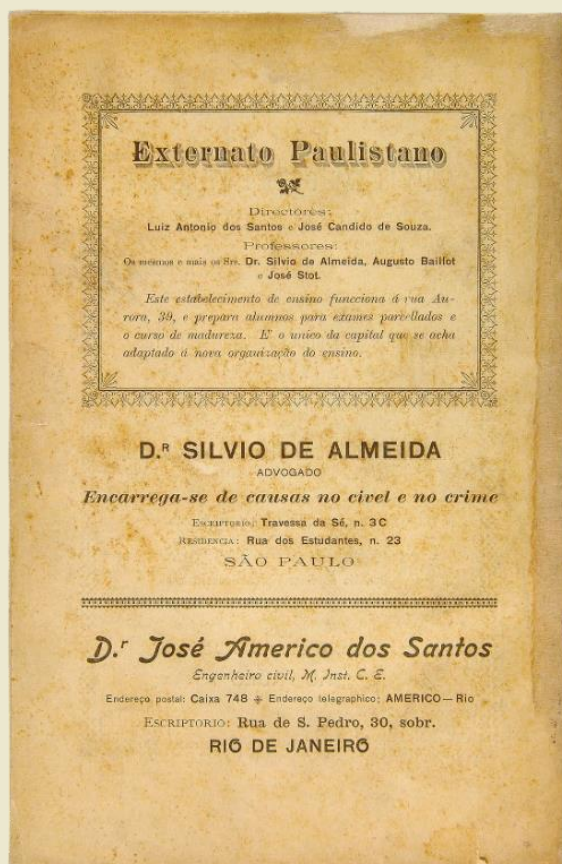 Externato Paulistano
Directores:
Luiz Antonio dos Santos e José Candido de Souza.
Professores:
Os mesmos e mais os Srs. Dr. Silvio de Almeida, Augusto Baillot
e José Stot.
Este estabelecimento de ensino funcciona á rua Au-
rora, 39, e prepara alumnos para exames parcellados e
o curso de madureza. E' o unico da capital que se acha
adaptado á nova organização do ensino.
D.R SILVIO DE ALMEIDA
ADVOGADO
Encarrega-se de causas no civel e no crime
ESCRIPTORIO: Travessa da Sé, n. 3C
RESIDENCIA: Rua dos Estudantes, n. 23
SÃO PAULO
D.r José Americo dos Santos
Engenheiro civil, M. Inst. C. E.
Endereço postal: Caixa 748 + Endereço telegraphico: AMERICO—Rio
ESCRIPTORIO: Rua de S. Pedro, 30, sobr.
RIO DE JANEIRO